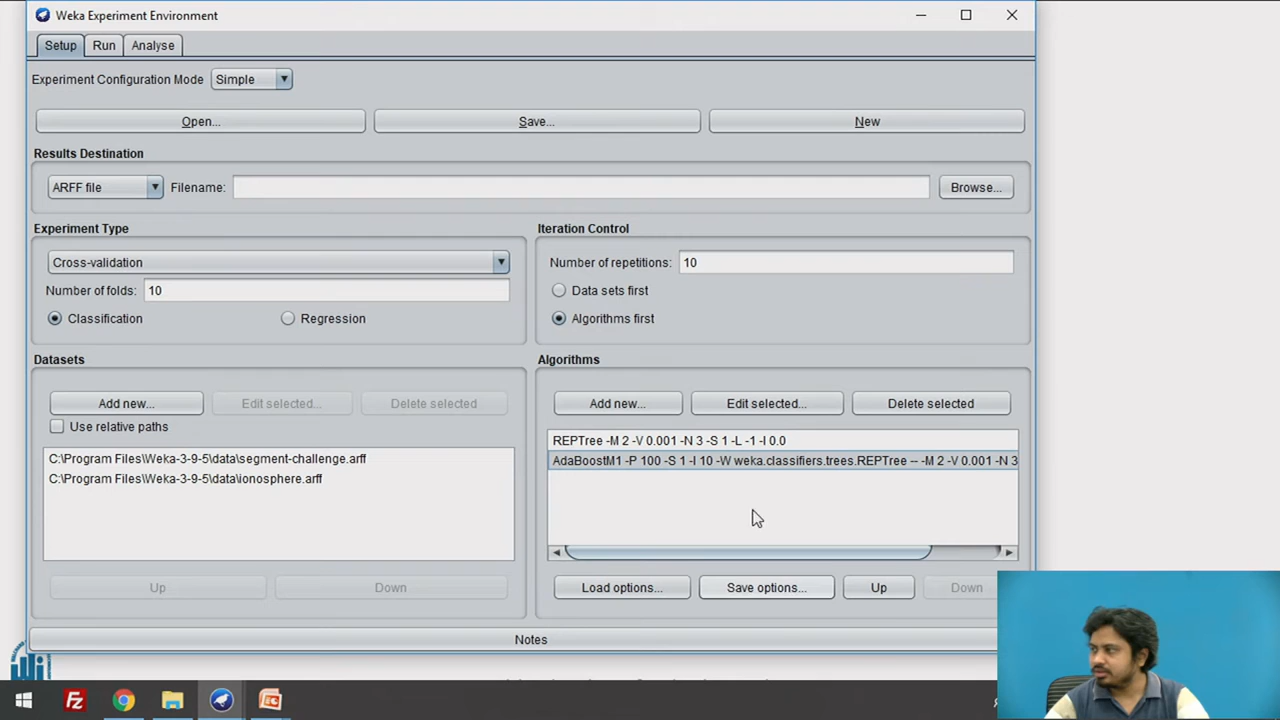 Weka Experiment Environment
Setup Run Analyse
Experiment Configuration Mode Simple
Open... Save... New
Results Destination
ARFF file Filename: Browse...
Experiment Type
Cross-validation
Number of folds: 10
Classification Regression
Iteration Control
Number of repetitions: 10
Data sets first
Algorithms first
Datasets
Add new... Edit selected... Delete selected
Use relative paths
C:\Program Files\Weka-3-9-5\data\segment-challenge.arff
C:\Program Files\Weka-3-9-5\data\ionosphere.arff
Up Down
Algorithms
Add new... Edit selected... Delete selected
REPTree -M 2 -V 0.001 -N 3 -S 1 -L -1 -I 0.0
AdaBoostM1 -P 100 -S 1 -I 10 -W weka.classifiers.trees.REPTree -- -M 2 -V 0.001 -N 3
Load options... Save options... Up Down
Notes